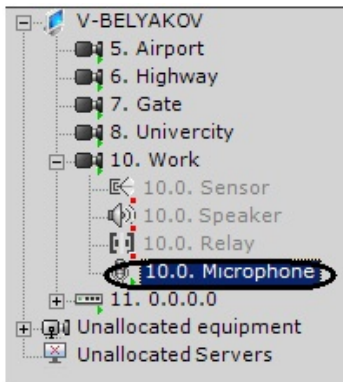 V-BELYAKOV
5. Airport
6. Highway
7. Gate
8. Univercity
10. Work
10.0. Sensor
10.0. Speaker
10.0. Relay
10.0. Microphone
11. 0.0.0.0
Unallocated equipment
Unallocated Servers